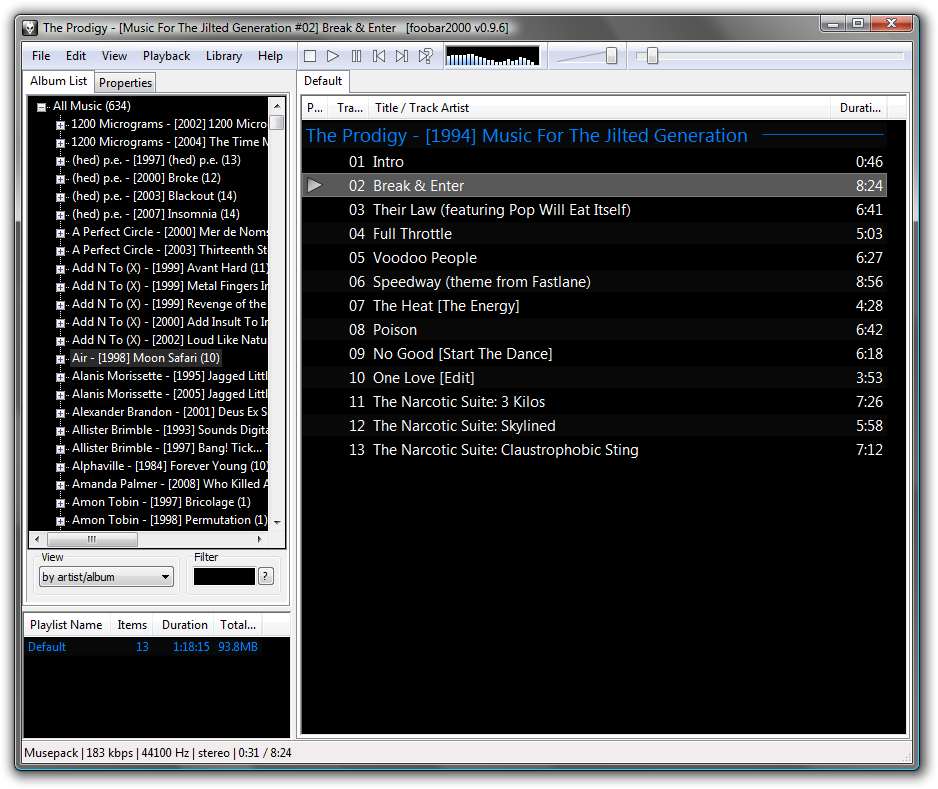 The Prodigy - [Music For The Jilted Generation #02] Break & Enter [foobar2000 v0.9.6]
File Edit View Playback Library Help
Album List Properties
All Music (634)
1200 Micrograms - [2002] 1200 Micro
1200 Micrograms - [2004] The Time M
(hed) p.e. - [1997] (hed) p.e. (13)
(hed) p.e. - [2000] Broke (12)
(hed) p.e. - [2003] Blackout (14)
(hed) p.e. - [2007] Insomnia (14)
A Perfect Circle - [2000] Mer de Noms
A Perfect Circle - [2003] Thirteenth St
Add N To (X) - [1999] Avant Hard (11)
Add N To (X) - [1999] Metal Fingers In
Add N To (X) - [1999] Revenge of the
Add N To (X) - [2000] Add Insult To In
Add N To (X) - [2002] Loud Like Natu
Air - [1998] Moon Safari (10)
Alanis Morissette - [1995] Jagged Littl
Alanis Morissette - [2005] Jagged Littl
Alexander Brandon - [2001] Deus Ex S
Allister Brimble - [1993] Sounds Digita
Allister Brimble - [1997] Bang! Tick... T
Alphaville - [1984] Forever Young (10)
Amanda Palmer - [2008] Who Killed A
Amon Tobin - [1997] Bricolage (1)
Amon Tobin - [1998] Permutation (1)
View Filter
by artist/album ?
Playlist Name Items Duration Total...
Default 13 1:18:15 93.8MB
Default
P... Tra... Title / Track Artist Durati...
The Prodigy - [1994] Music For The Jilted Generation
01 Intro 0:46
02 Break & Enter 8:24
03 Their Law (featuring Pop Will Eat Itself) 6:41
04 Full Throttle 5:03
05 Voodoo People 6:27
06 Speedway (theme from Fastlane) 8:56
07 The Heat [The Energy] 4:28
08 Poison 6:42
09 No Good [Start The Dance] 6:18
10 One Love [Edit] 3:53
11 The Narcotic Suite: 3 Kilos 7:26
12 The Narcotic Suite: Skylined 5:58
13 The Narcotic Suite: Claustrophobic Sting 7:12
Musepack | 183 kbps | 44100 Hz | stereo | 0:31 / 8:24